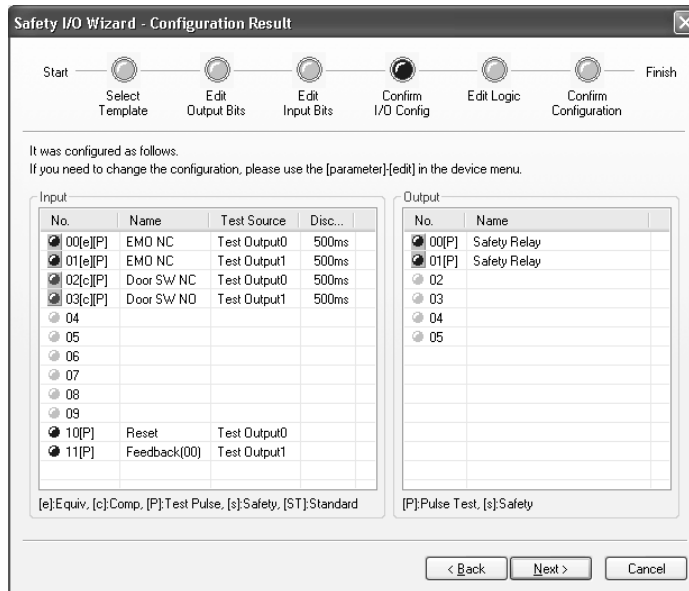 Safety I/O Wizard - Configuration Result
Start
Select Template
Edit Output Bits
Edit Input Bits
Confirm I/O Config
Edit Logic
Confirm Configuration
Finish
It was configured as follows.
If you need to change the configuration, please use the [parameter]-[edit] in the device menu.
Input
No. Name Test Source Disc...
00[e][P] EMO NC Test Output0 500ms
01[e][P] EMO NC Test Output1 500ms
02[c][P] Door SW NC Test Output0 500ms
03[c][P] Door SW NO Test Output1 500ms
04
05
06
07
08
09
10[P] Reset Test Output0
11[P] Feedback(00) Test Output1
[e]:Equiv, [c]:Comp, [P]:Test Pulse, [s]:Safety, [ST]:Standard
Output
No. Name
00[P] Safety Relay
01[P] Safety Relay
02
03
04
05
[P]:Pulse Test, [s]:Safety
< Back
Next >
Cancel